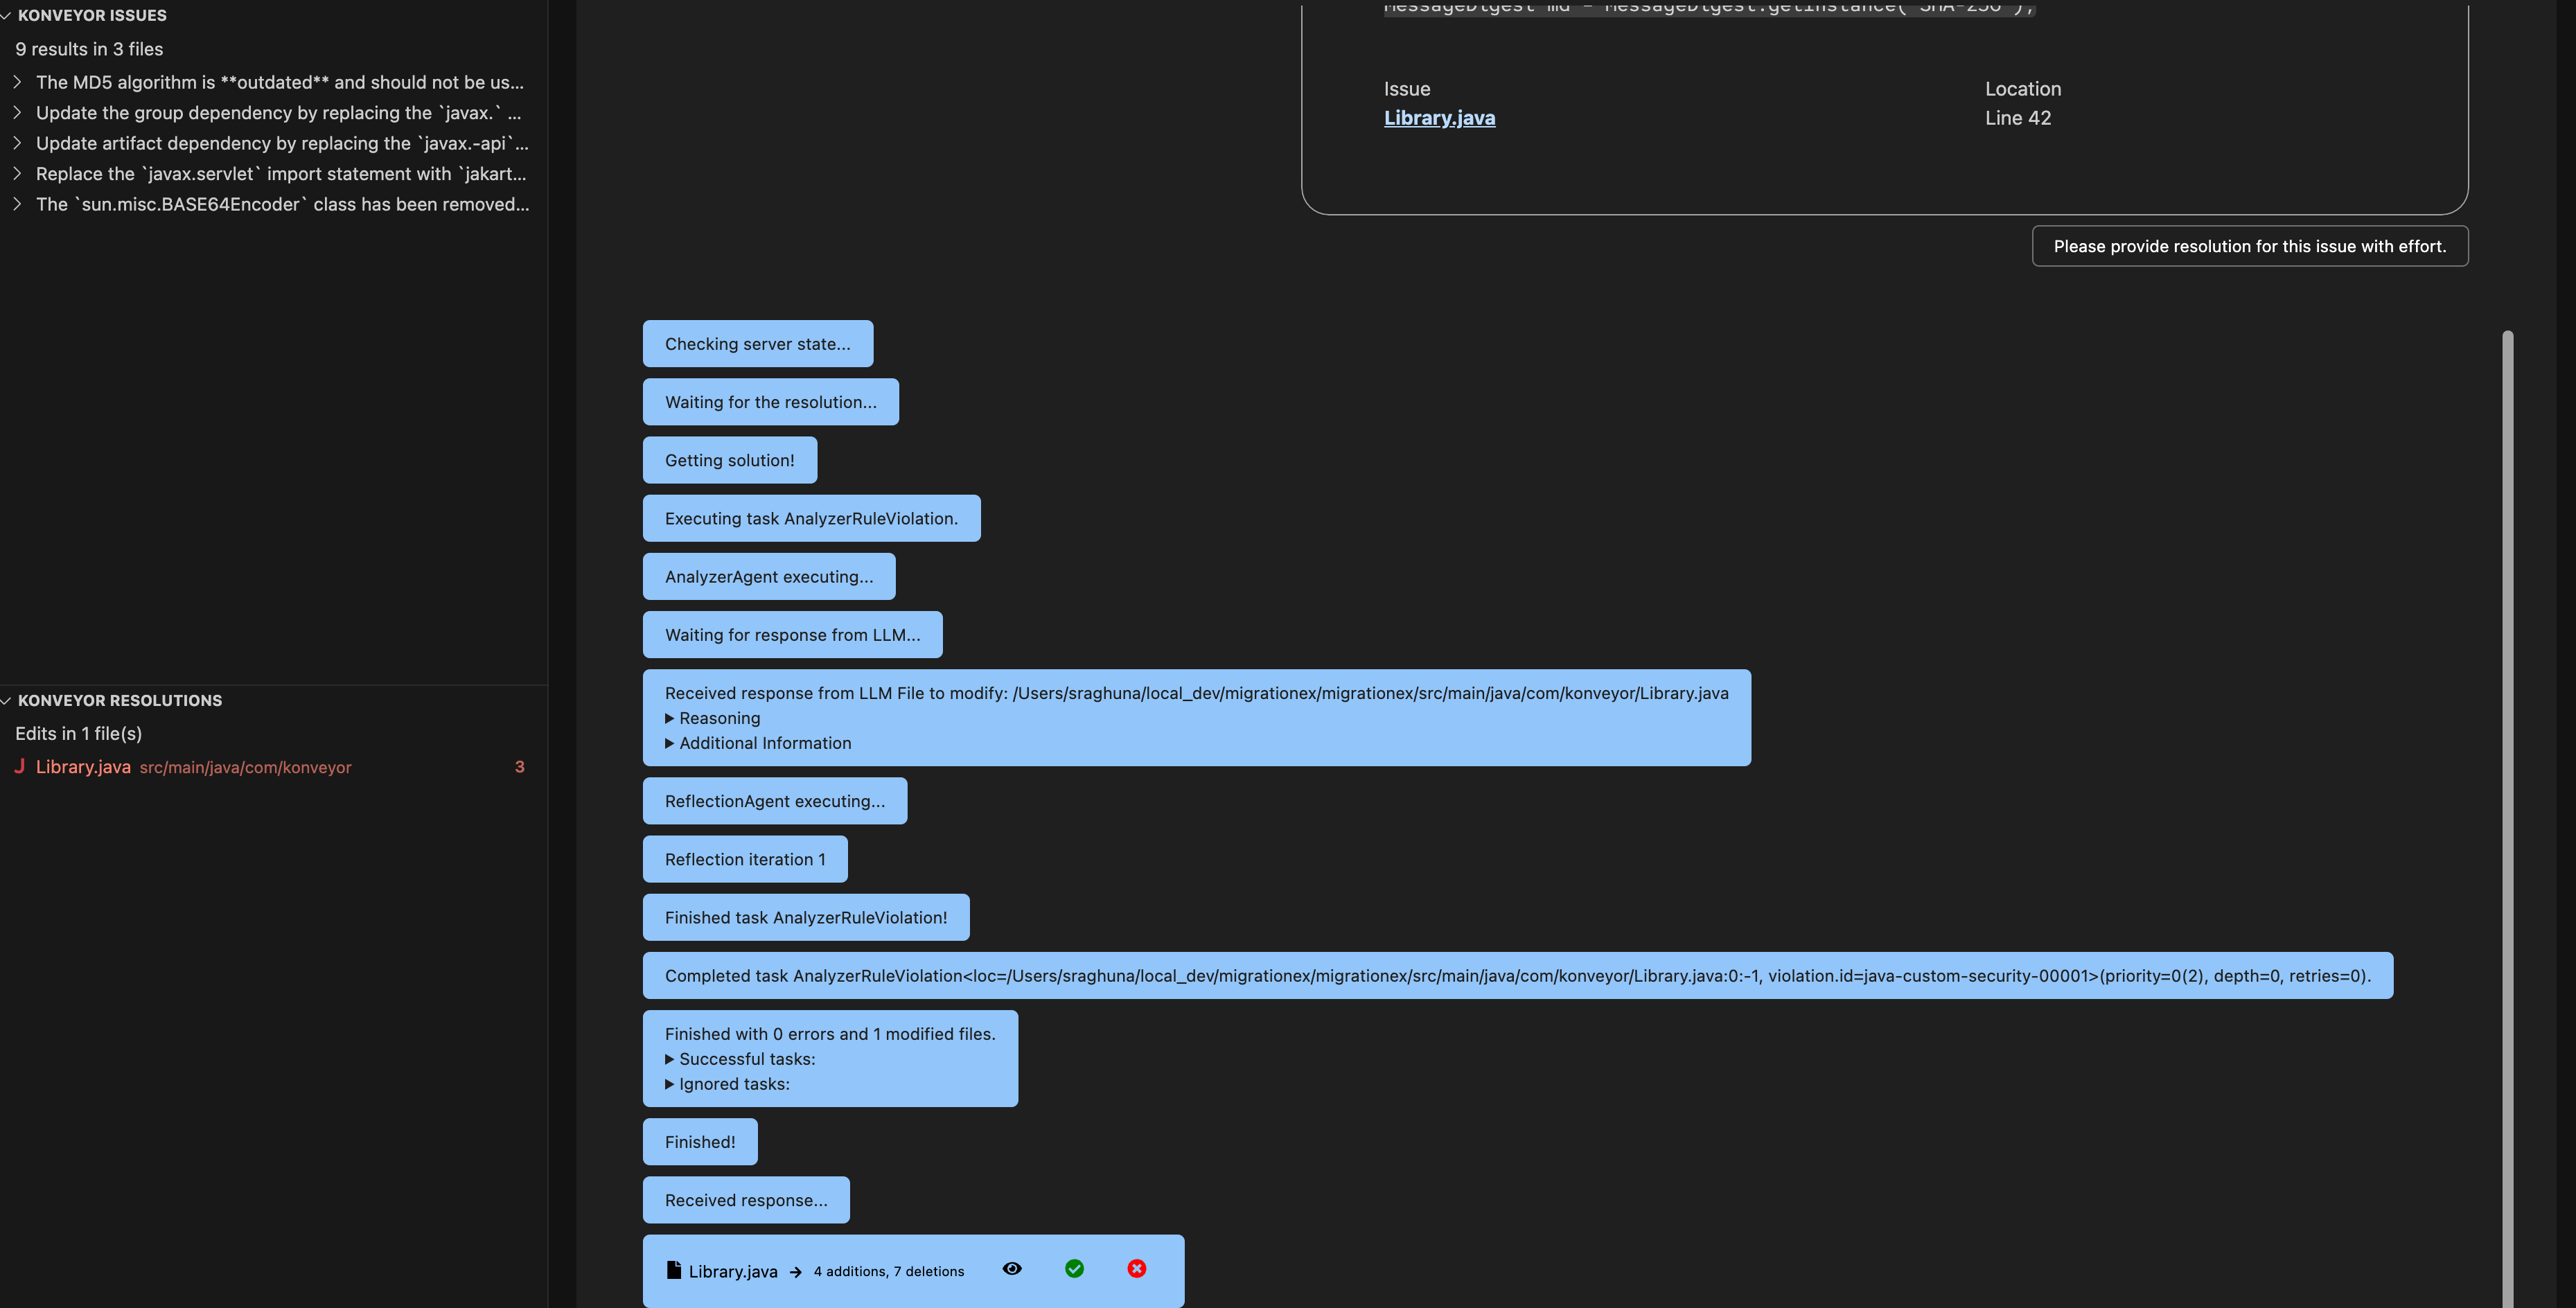 KONVEYOR ISSUES
9 results in 3 files
The MD5 algorithm is **outdated** and should not be us...
Update the group dependency by replacing the `javax.` ...
Update artifact dependency by replacing the `javax.-api`...
Replace the `javax.servlet` import statement with `jakart...
The `sun.misc.BASE64Encoder` class has been removed...
KONVEYOR RESOLUTIONS
Edits in 1 file(s)
J Library.java src/main/java/com/konveyor 3
MessageDigest md = MessageDigest.getInstance("SHA-256");
Issue Location
Library.java Line 42
Please provide resolution for this issue with effort.
Checking server state...
Waiting for the resolution...
Getting solution!
Executing task AnalyzerRuleViolation.
AnalyzerAgent executing...
Waiting for response from LLM...
Received response from LLM File to modify: /Users/sraghuna/local_dev/migrationex/migrationex/src/main/java/com/konveyor/Library.java
Reasoning
Additional Information
ReflectionAgent executing...
Reflection iteration 1
Finished task AnalyzerRuleViolation!
Completed task AnalyzerRuleViolation<loc=/Users/sraghuna/local_dev/migrationex/migrationex/src/main/java/com/konveyor/Library.java:0:-1, violation.id=java-custom-security-00001>(priority=0(2), depth=0, retries=0).
Finished with 0 errors and 1 modified files.
Successful tasks:
Ignored tasks:
Finished!
Received response...
Library.java → 4 additions, 7 deletions